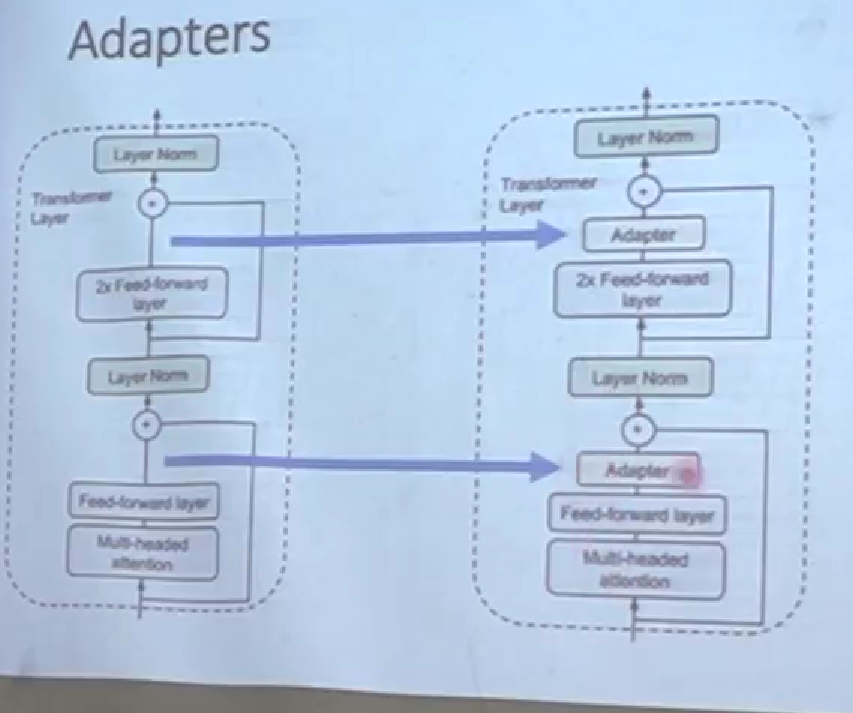 Adapters
Layer Norm
Transformer
Layer
2x Feed-forward
layer
Layer Norm
Feed-forward layer
Multi-headed
attention
Layer Norm
Transformer
Layer
Adapter
2x Feed-forward
layer
Layer Norm
Adapter
Feed-forward layer
Multi-headed
attention